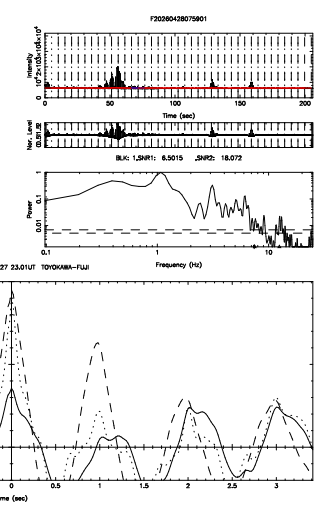 F20260428075901
Intensity
0
0
50
100
150
200
Time (sec)
Nor. Level
BLK: 1,SNR1: 6.5015 ,SNR2: 18.072
Power
1
0.1
0.01
0.1
1
10
Frequency (Hz)
27 23.01UT TOYOKAWA-FUJI
0
0.5
1
1.5
2
2.5
3
me (sec)